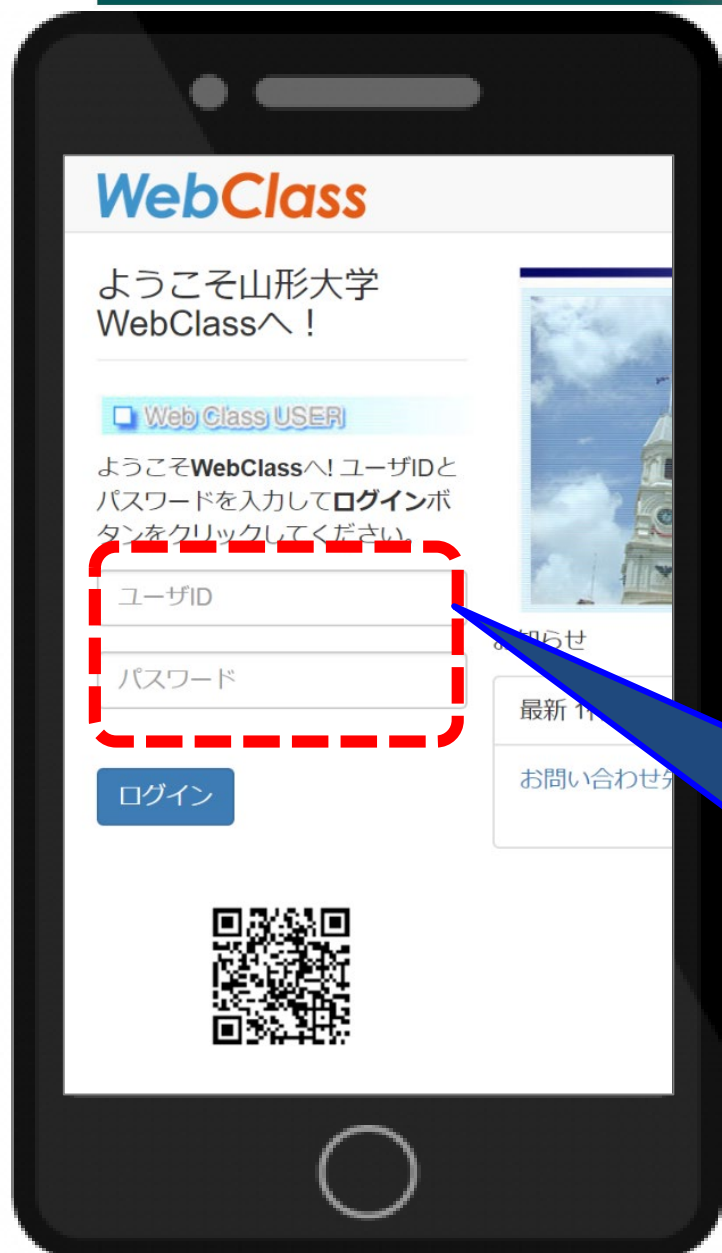 WebClass
ようこそ山形大学
WebClassへ！
Web Class USER
ようこそWebClassへ! ユーザIDと
パスワードを入力してログインボ
タンをクリックしてください。
ユーザID
パスワード
ログイン
お知らせ
最新 1
お問い合わせ先